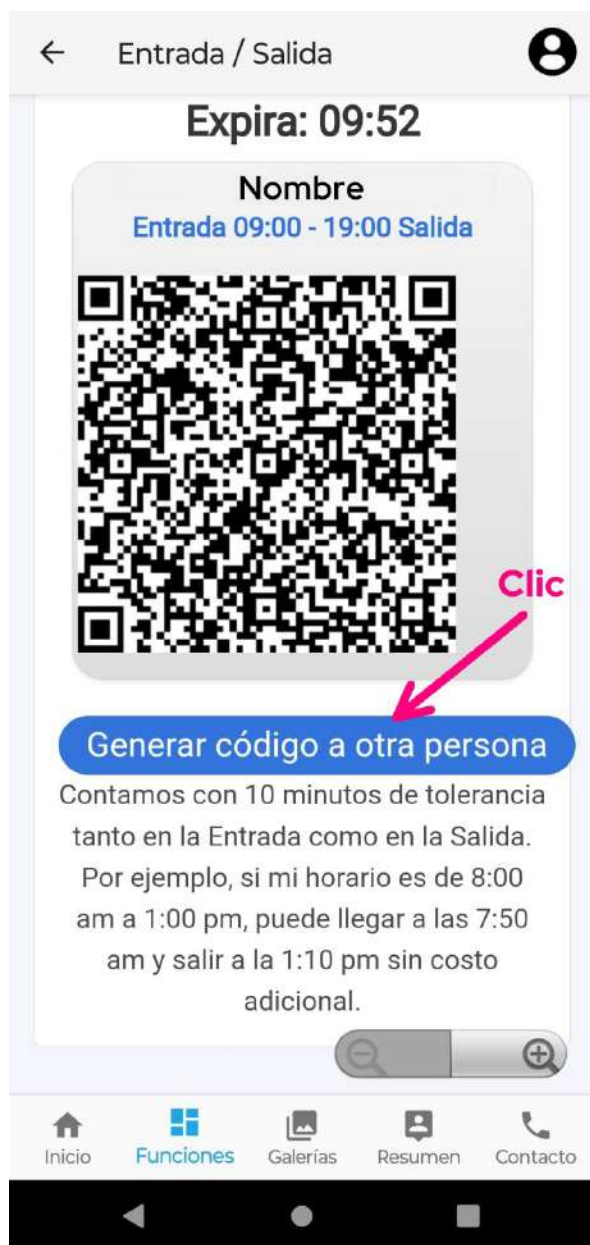 Entrada / Salida
Expira: 09:52
Nombre
Entrada 09:00 - 19:00 Salida
Clic
Generar código a otra persona
Contamos con 10 minutos de tolerancia
tanto en la Entrada como en la Salida.
Por ejemplo, si mi horario es de 8:00
am a 1:00 pm, puede llegar a las 7:50
am y salir a la 1:10 pm sin costo
adicional.
Inicio Funciones Galerías Resumen Contacto